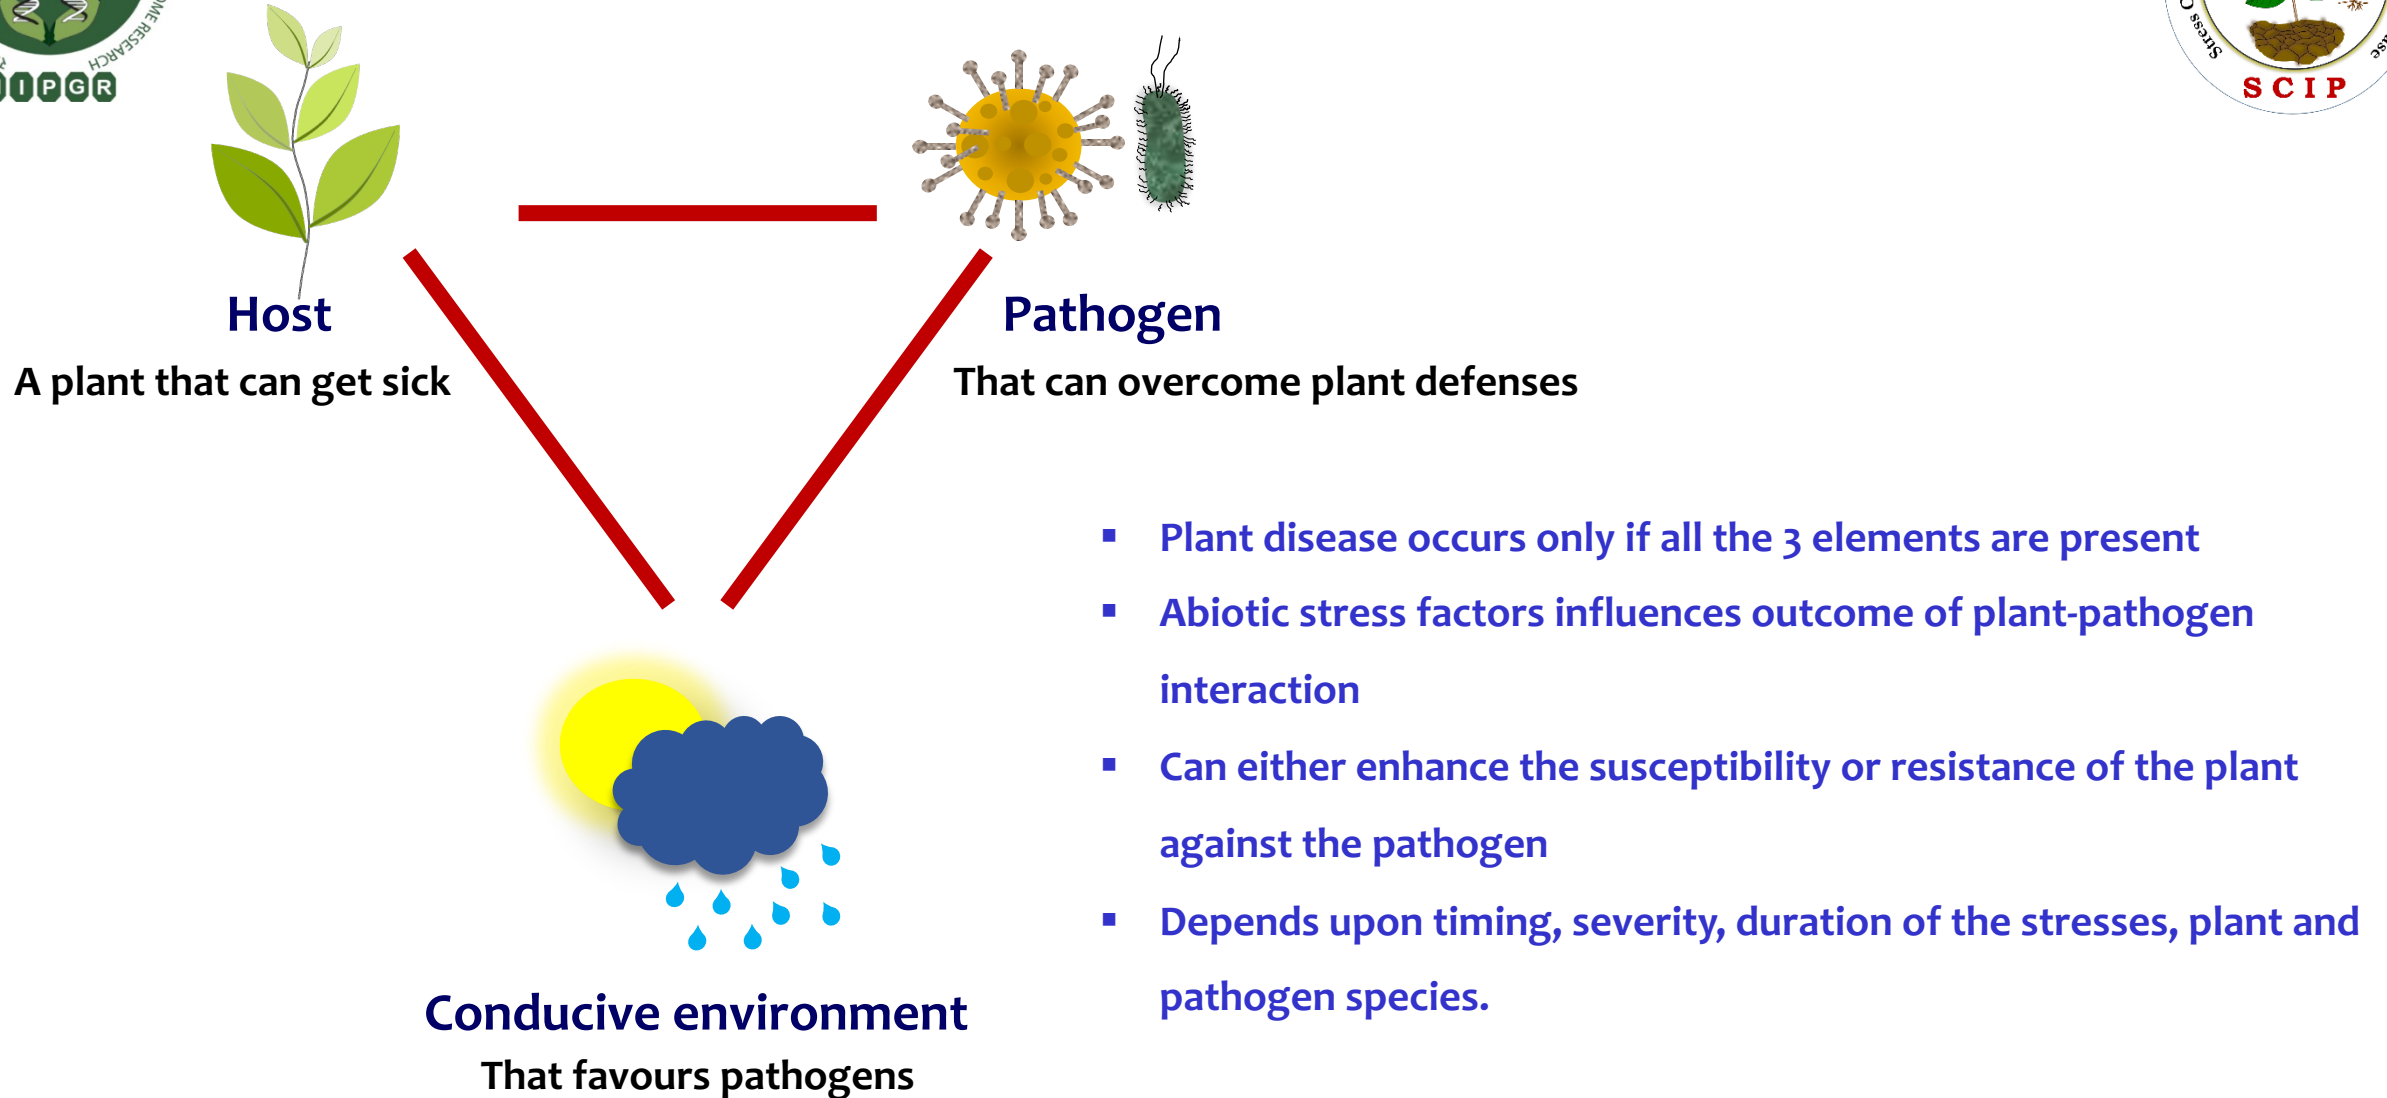 OME RESEARCH
IPGR
Stress C
SCIP
Host
Pathogen
A plant that can get sick
That can overcome plant defenses
▪ Plant disease occurs only if all the 3 elements are present
▪ Abiotic stress factors influences outcome of plant-pathogen
interaction
▪ Can either enhance the susceptibility or resistance of the plant
against the pathogen
▪ Depends upon timing, severity, duration of the stresses, plant and
pathogen species.
Conducive environment
That favours pathogens